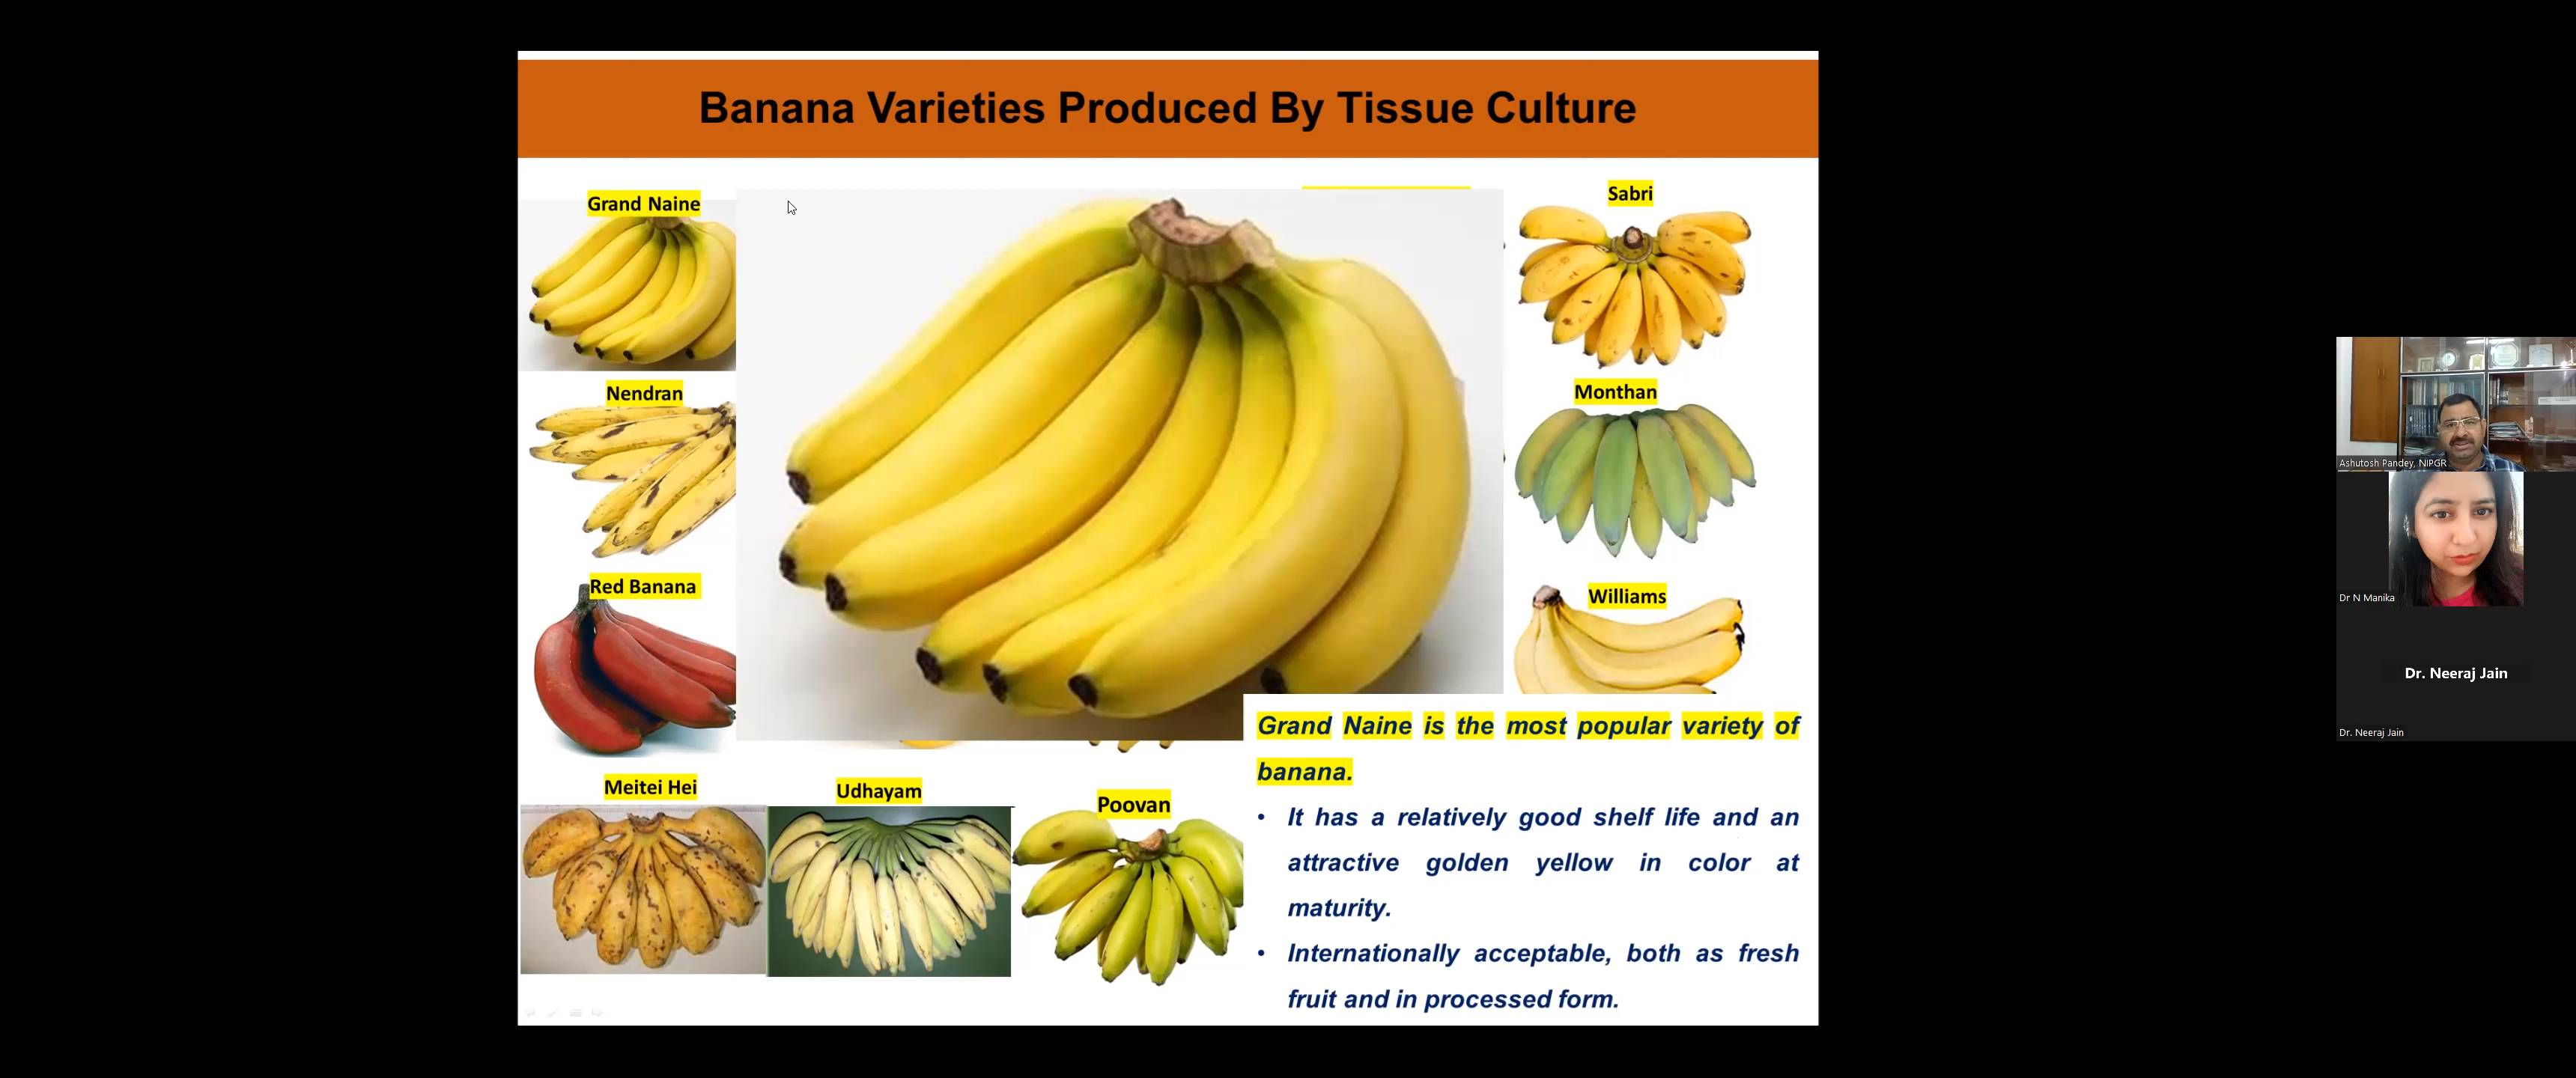 Banana Varieties Produced By Tissue Culture
Grand Naine
Sabri
Nendran
Monthan
Red Banana
Williams
Meitei Hei
Udhayam
Poovan
Grand Naine is the most popular variety of
banana.
• It has a relatively good shelf life and an
attractive golden yellow in color at
maturity.
• Internationally acceptable, both as fresh
fruit and in processed form.
Ashutosh Pandey, NIPGR
Dr N Manika
Dr. Neeraj Jain
Dr. Neeraj Jain